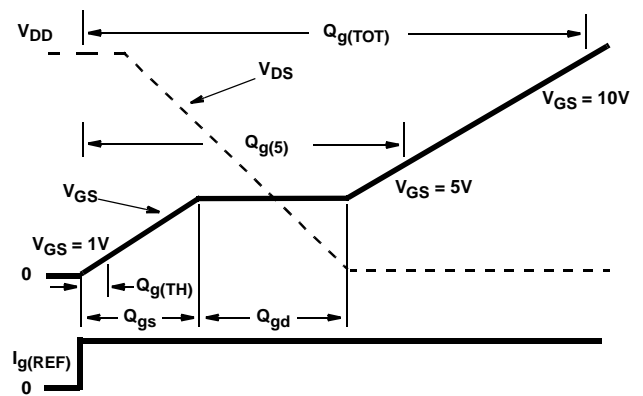 V_DD
Q_g(TOT)
V_DS
V_GS = 10V
Q_g(5)
V_GS
V_GS = 5V
V_GS = 1V
0
Q_g(TH)
Q_gs
Q_gd
I_g(REF)
0